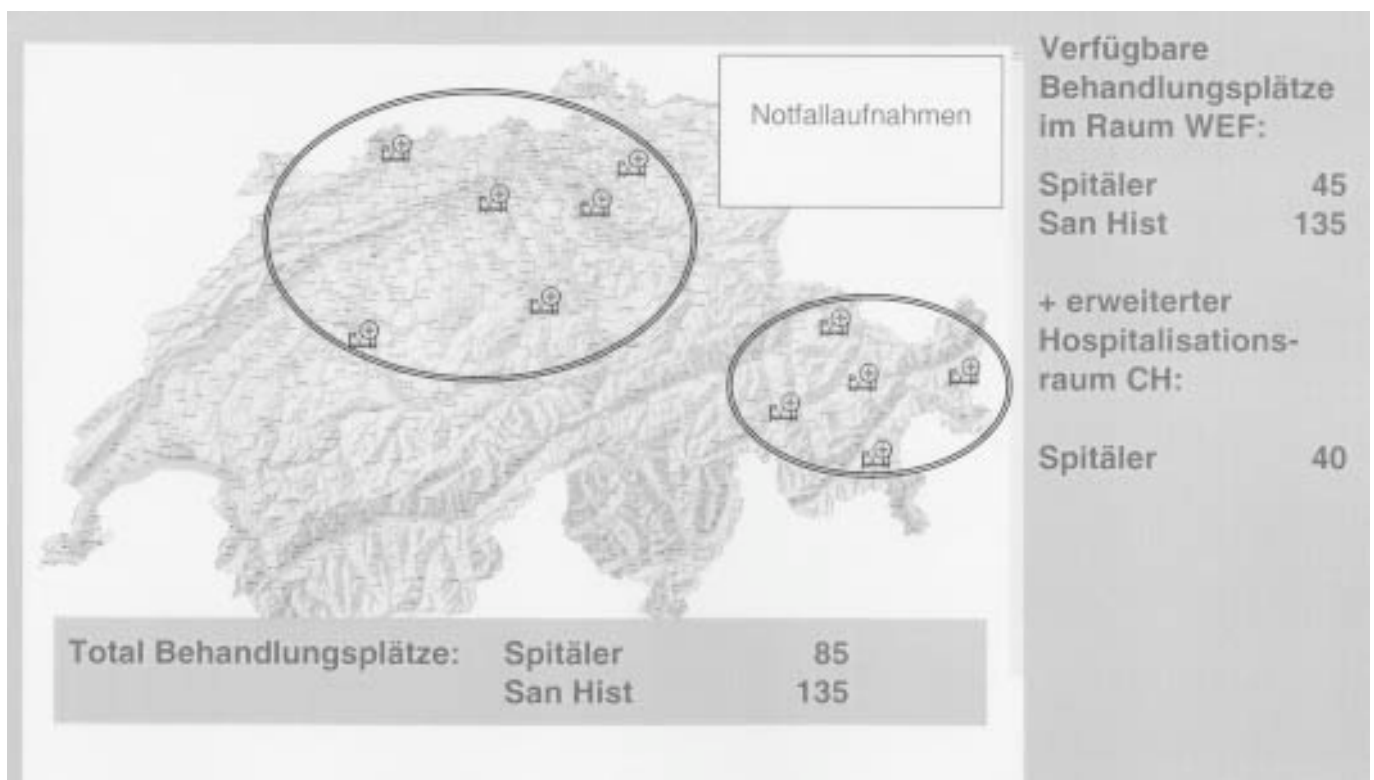 Notfallaufnahmen
Verfügbare
Behandlungsplätze
im Raum WEF:
Spitäler 45
San Hist 135
+ erweiterter
Hospitalisations-
raum CH:
Spitäler 40
Total Behandlungsplätze: Spitäler 85
San Hist 135